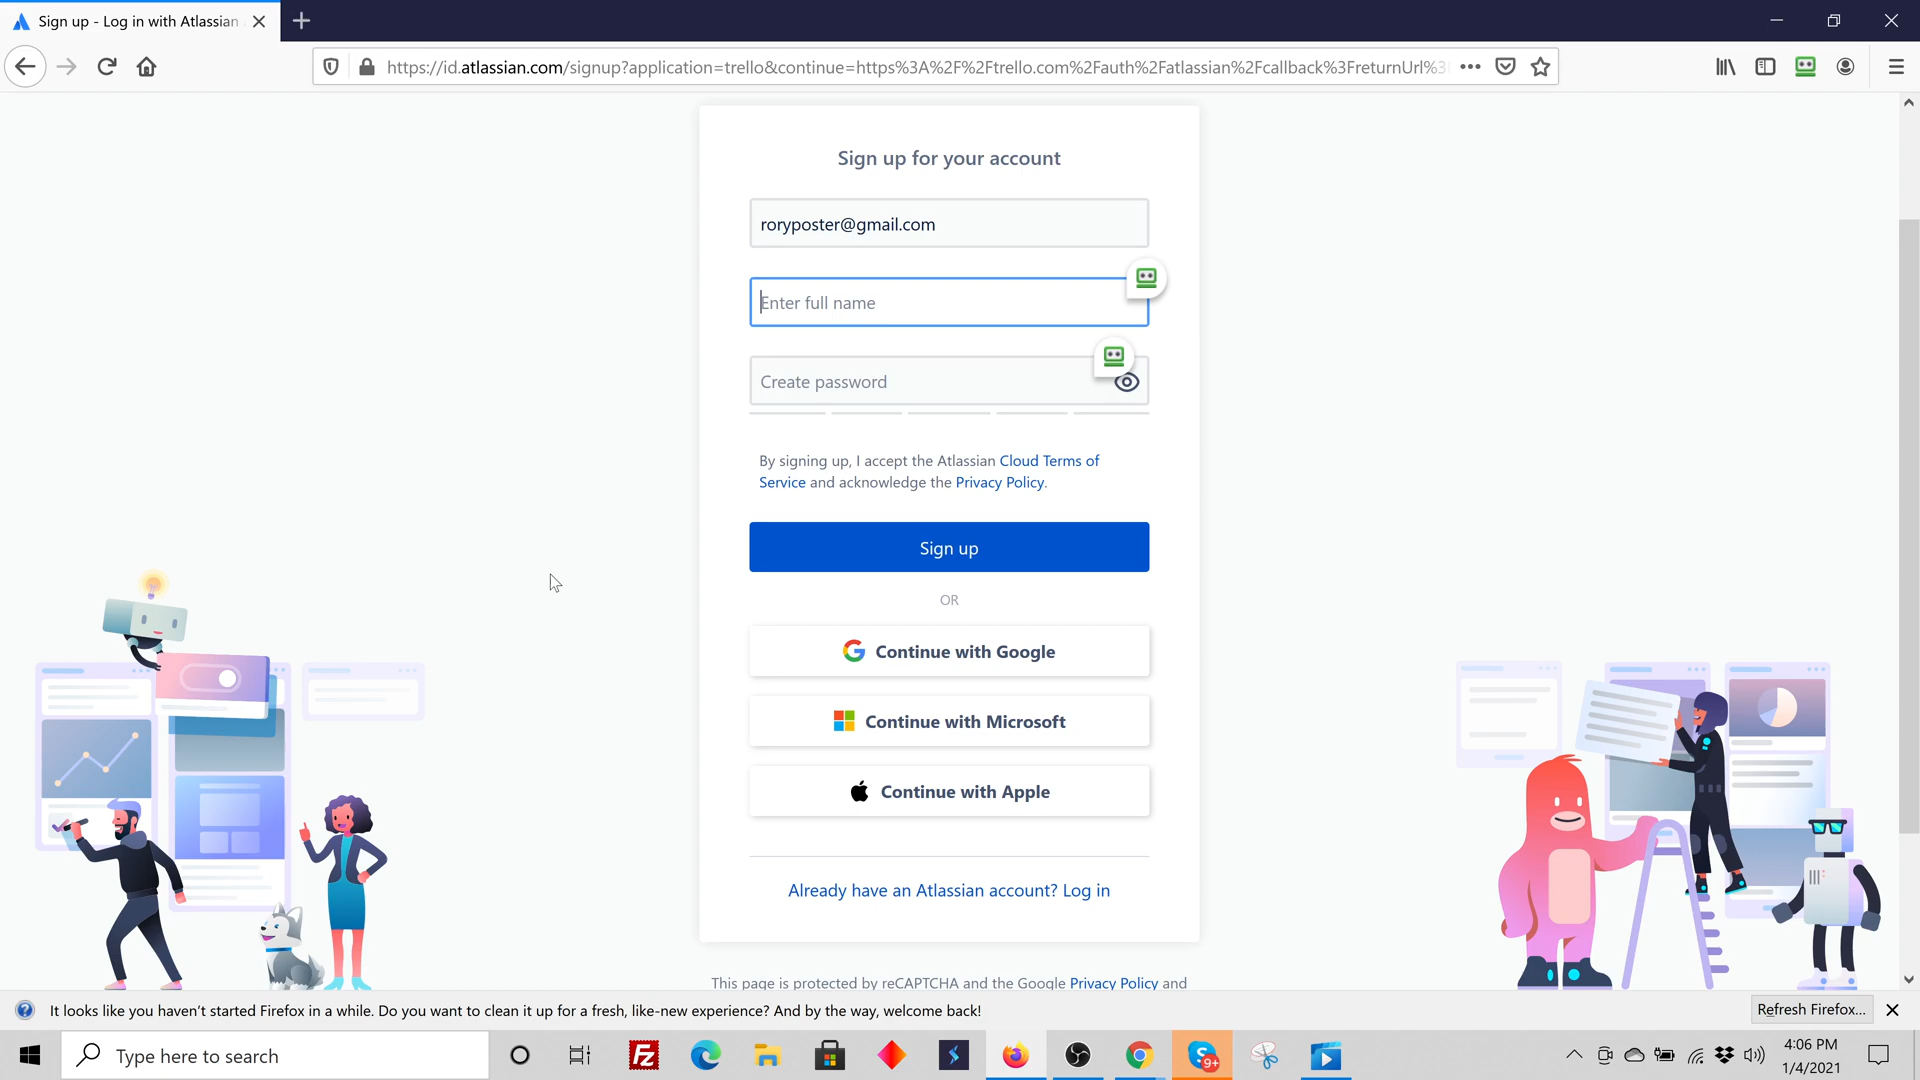 Sign up - Log in with Atlassian
https://id.atlassian.com/signup?application=trello&continue=https%3A%2F%2Ftrello.com%2Fauth%2Fatlassian%2Fcallback%3FreturnUrl%3
Sign up for your account
roryposter@gmail.com
Enter full name
Create password
By signing up, I accept the Atlassian Cloud Terms of
Service and acknowledge the Privacy Policy.
Sign up
OR
Continue with Google
Continue with Microsoft
Continue with Apple
Already have an Atlassian account? Log in
This page is protected by reCAPTCHA and the Google Privacy Policy and
It looks like you haven't started Firefox in a while. Do you want to clean it up for a fresh, like-new experience? And by the way, welcome back!
Refresh Firefox...
Type here to search
Fz
9+
4:06 PM
1/4/2021